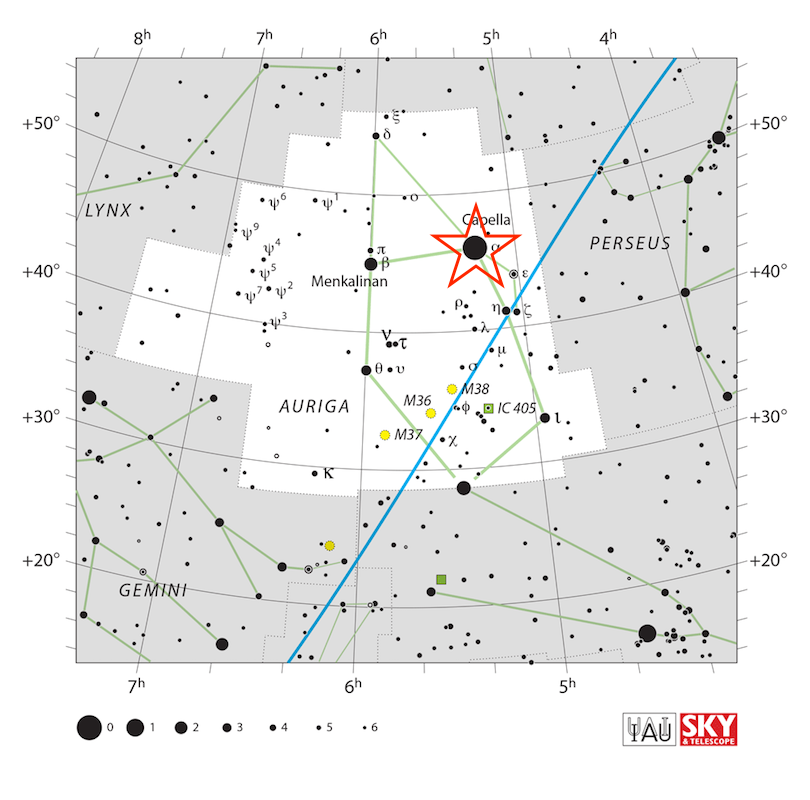 8h 7h 6h 5h 4h
+50° +50°
ξ
δ
LYNX
ψ⁶ ψ¹ ο
Capella
ψ⁹
PERSEUS
ψ⁴ π α
β
+40° ψ⁵ ε +40°
Menkalinan
ψ⁷ ψ²
ρ η ζ
ψ³ λ
ν τ
μ
θ υ σ
M38
M36
AURIGA φ IC 405
+30° ι +30°
M37
χ
κ
+20° +20°
GEMINI
7h 6h 5h
0 1 2 3 4 5 6
UAI
IAU
SKY
& TELESCOPE